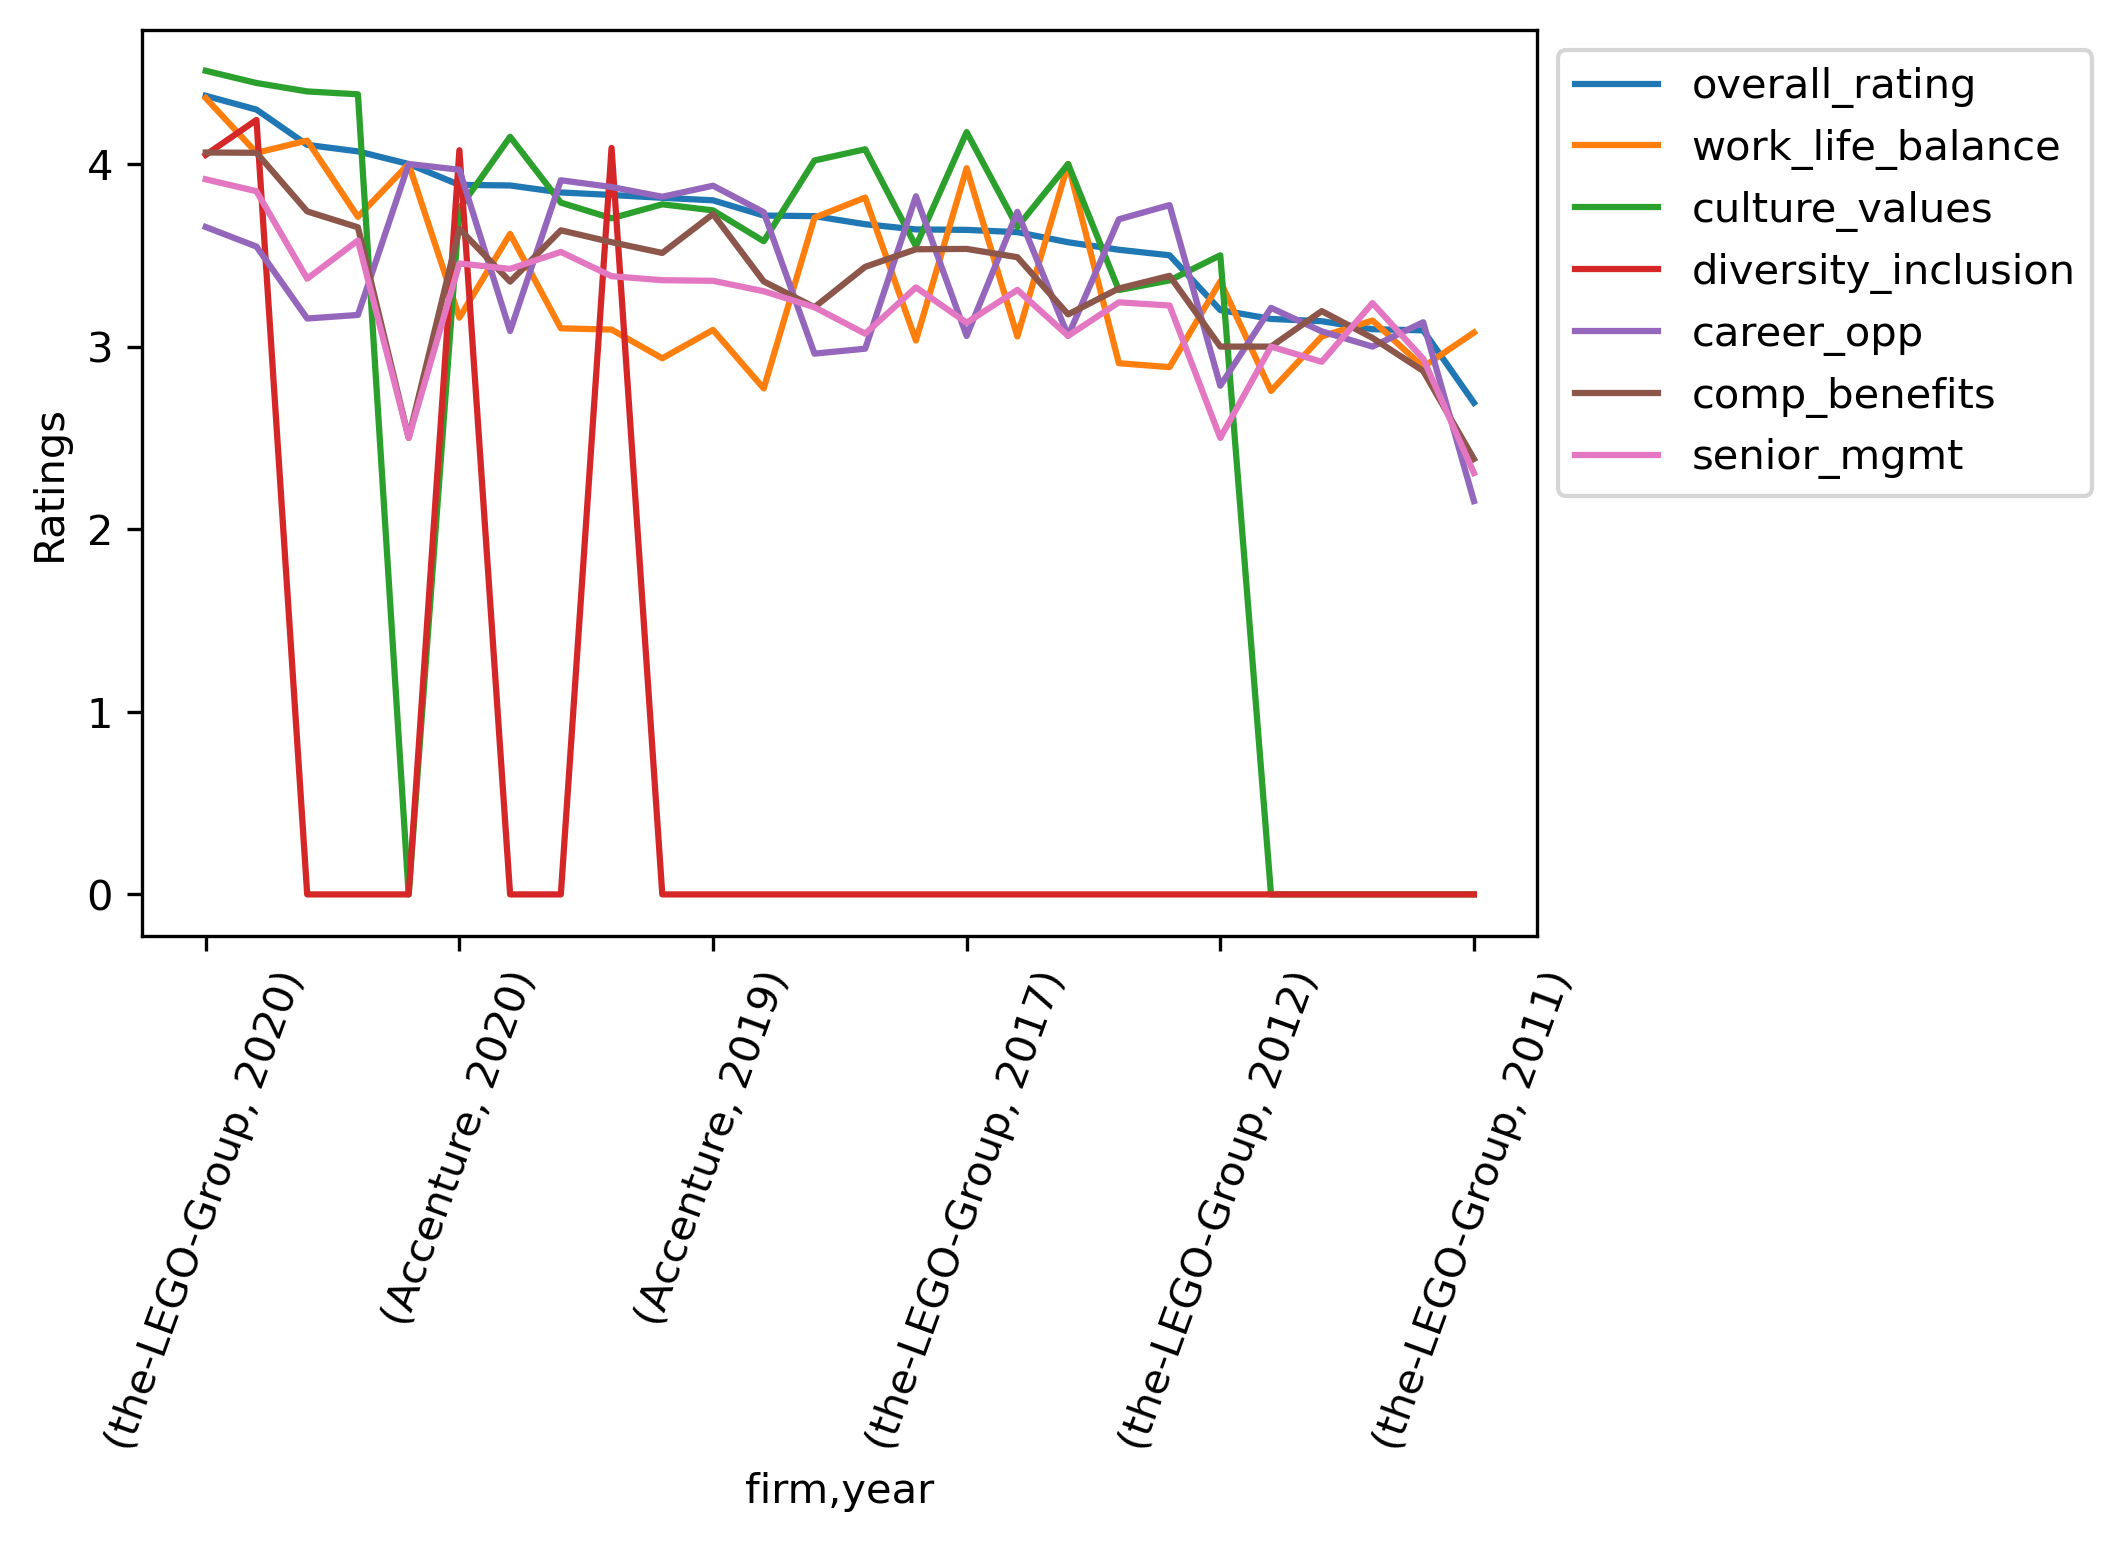 overall_rating
work_life_balance
culture_values
diversity_inclusion
career_opp
comp_benefits
senior_mgmt
Ratings
4
3
2
1
0
(the-LEGO-Group, 2020)
(Accenture, 2020)
(Accenture, 2019)
(the-LEGO-Group, 2017)
(the-LEGO-Group, 2012)
(the-LEGO-Group, 2011)
firm,year